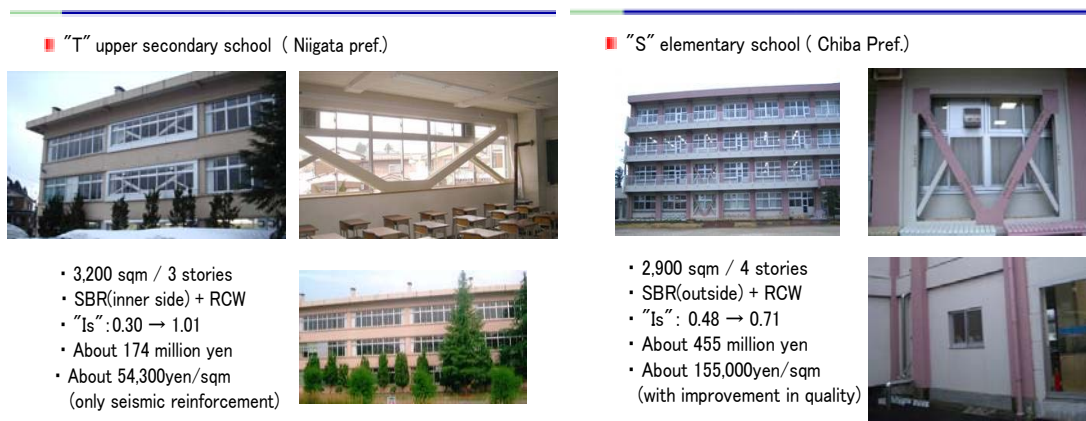 "T" upper secondary school ( Niigata pref.)
・3,200 sqm / 3 stories
・SBR(inner side) + RCW
・"Is":0.30 → 1.01
・About 174 million yen
・About 54,300yen/sqm
(only seismic reinforcement)
"S" elementary school ( Chiba Pref.)
・2,900 sqm / 4 stories
・SBR(outside) + RCW
・"Is": 0.48 → 0.71
・About 455 million yen
・About 155,000yen/sqm
(with improvement in quality)